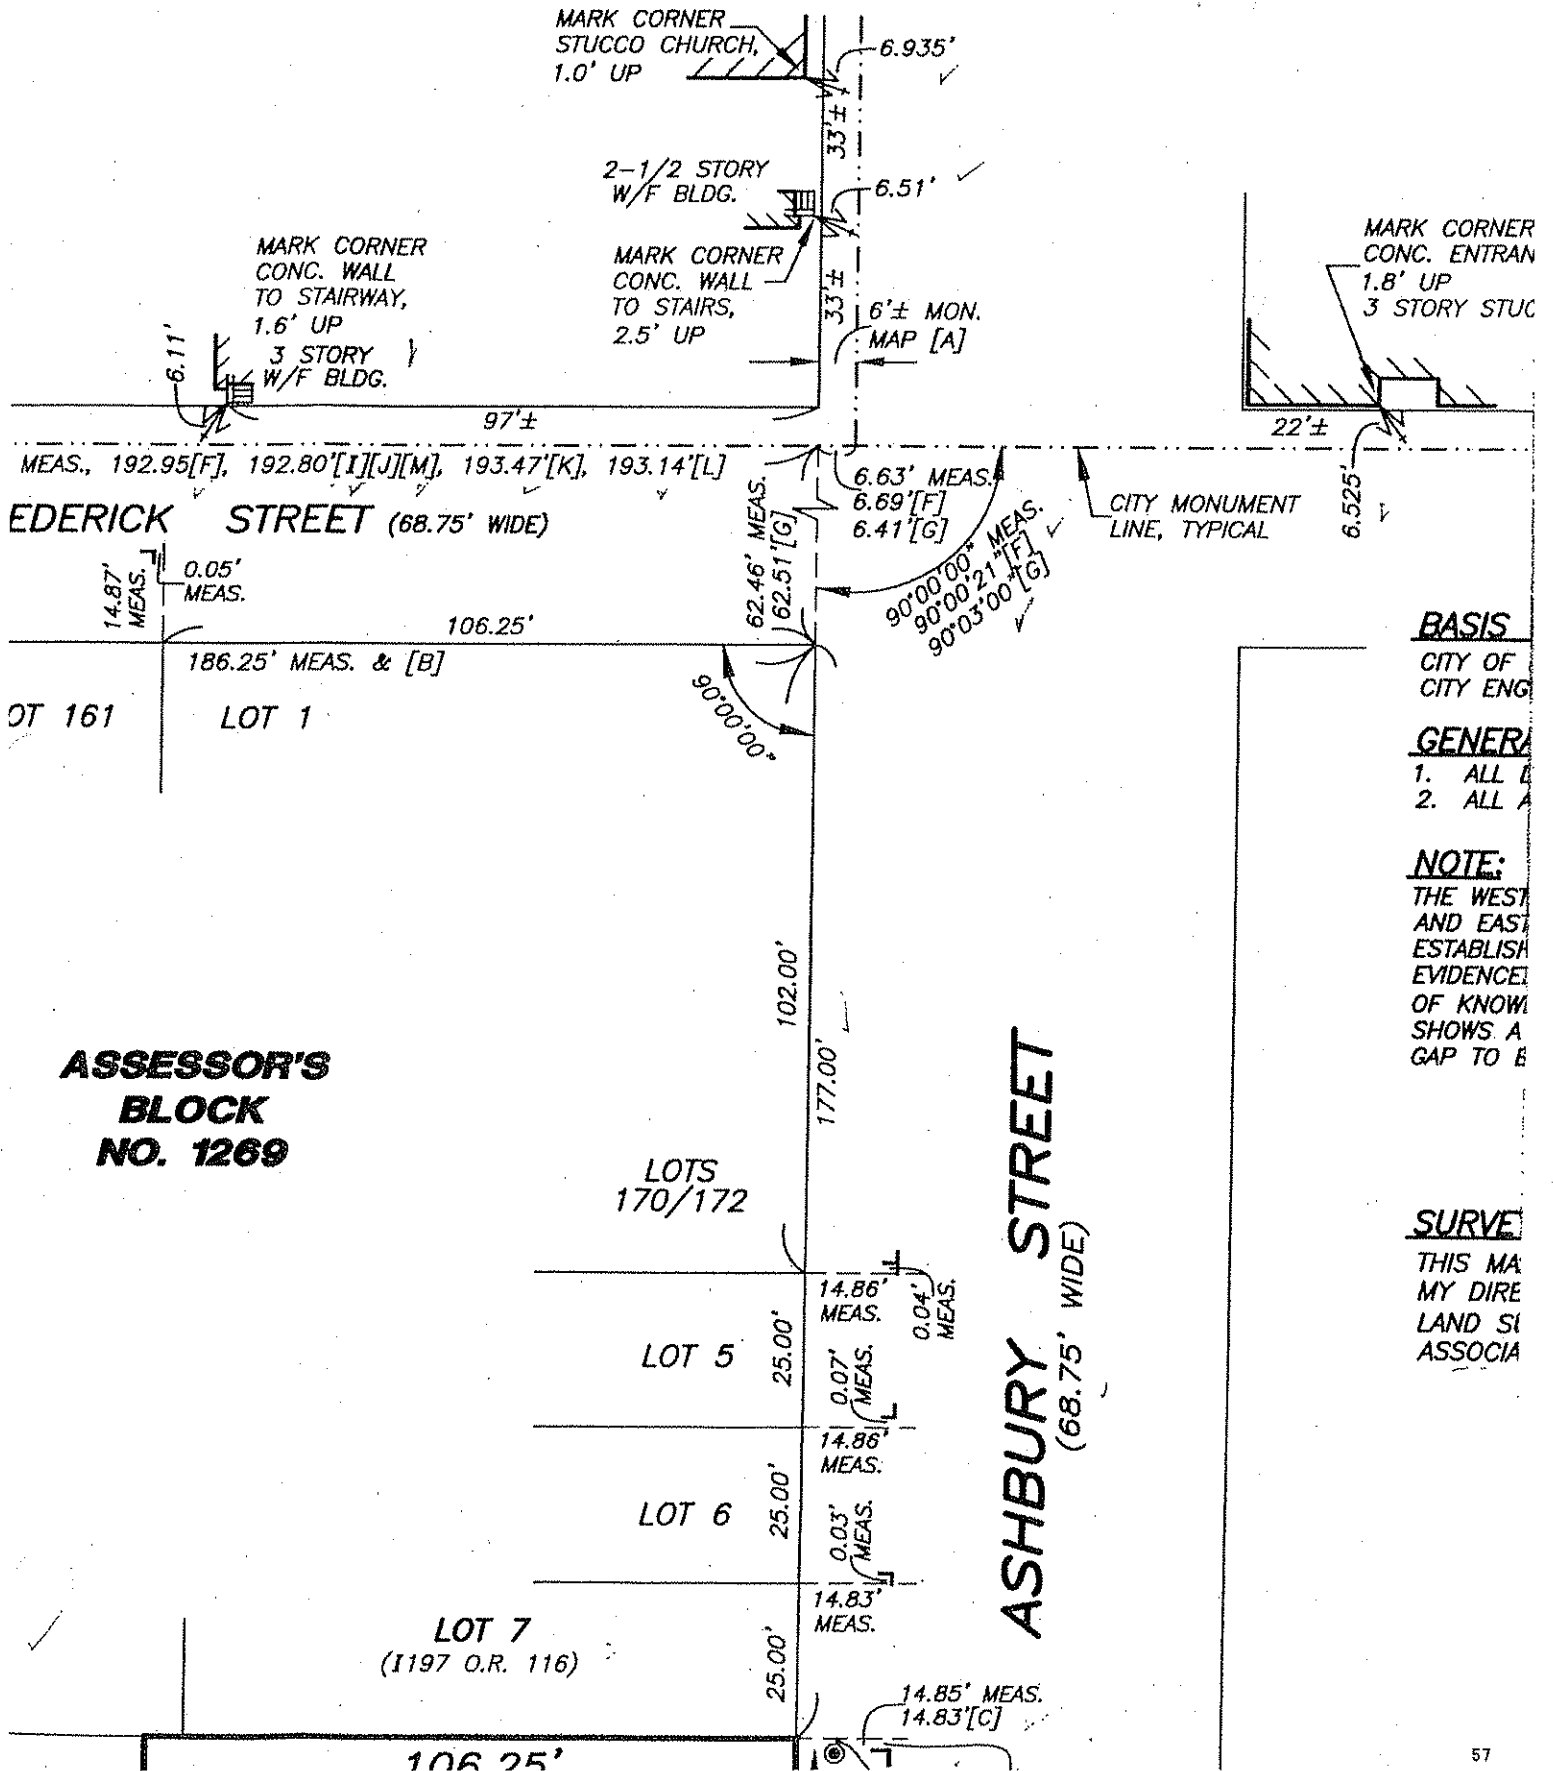 MARK CORNER
STUCCO CHURCH,
1.0' UP
6.935'
33'±
2-1/2 STORY
W/F BLDG.
6.51'
MARK CORNER
CONC. WALL
TO STAIRWAY,
1.6' UP
3 STORY
W/F BLDG.
6.11'
MARK CORNER
CONC. WALL
TO STAIRS,
2.5' UP
33'±
6'± MON.
MAP [A]
MARK CORNER
CONC. ENTRAN
1.8' UP
3 STORY STUC
97'±
22'±
6.525'
MEAS., 192.95[F], 192.80'[I][J][M], 193.47'[K], 193.14'[L]
6.63' MEAS.
6.69'[F]
6.41'[G]
CITY MONUMENT
LINE, TYPICAL
EDERICK STREET (68.75' WIDE)
62.46' MEAS.
62.51'[G]
90°00'00" MEAS.
90°00'21"[F]
90°03'00"[G]
14.87'
MEAS.
0.05'
MEAS.
106.25'
186.25' MEAS. & [B]
90°00'00"
OT 161
LOT 1
BASIS
CITY OF
CITY ENG
GENERA
1. ALL D
2. ALL A
NOTE:
THE WEST
AND EAST
ESTABLISH
EVIDENCE
OF KNOW
SHOWS A
GAP TO B
102.00'
177.00'
ASSESSOR'S
BLOCK
NO. 1269
LOTS
170/172
ASHBURY STREET
(68.75' WIDE)
SURVE
THIS MA
MY DIRE
LAND SU
ASSOCIA
14.86'
MEAS.
0.04'
MEAS.
LOT 5
25.00'
0.07'
MEAS.
14.86'
MEAS.
LOT 6
25.00'
0.03'
MEAS.
14.83'
MEAS.
LOT 7
(I197 O.R. 116)
25.00'
14.85' MEAS.
14.83'[C]
106.25'
57